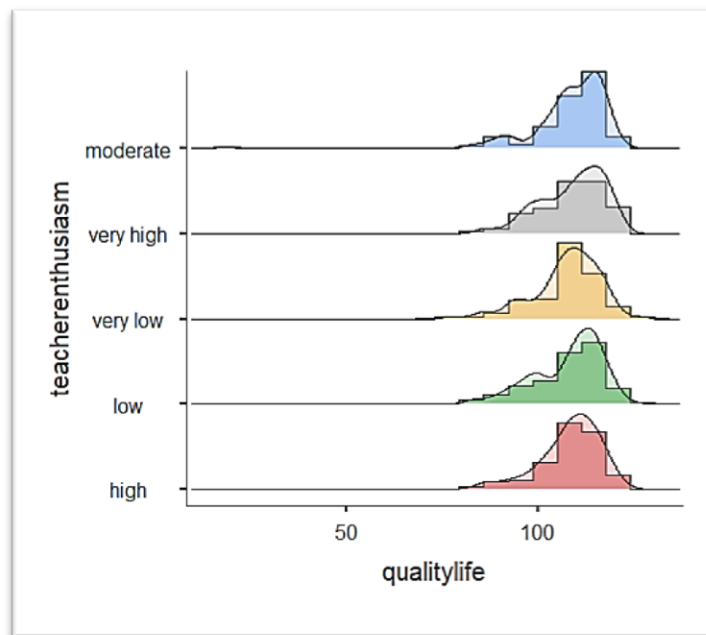 teacherenthusiasm
moderate
very high
very low
low
high
50 100
qualitylife